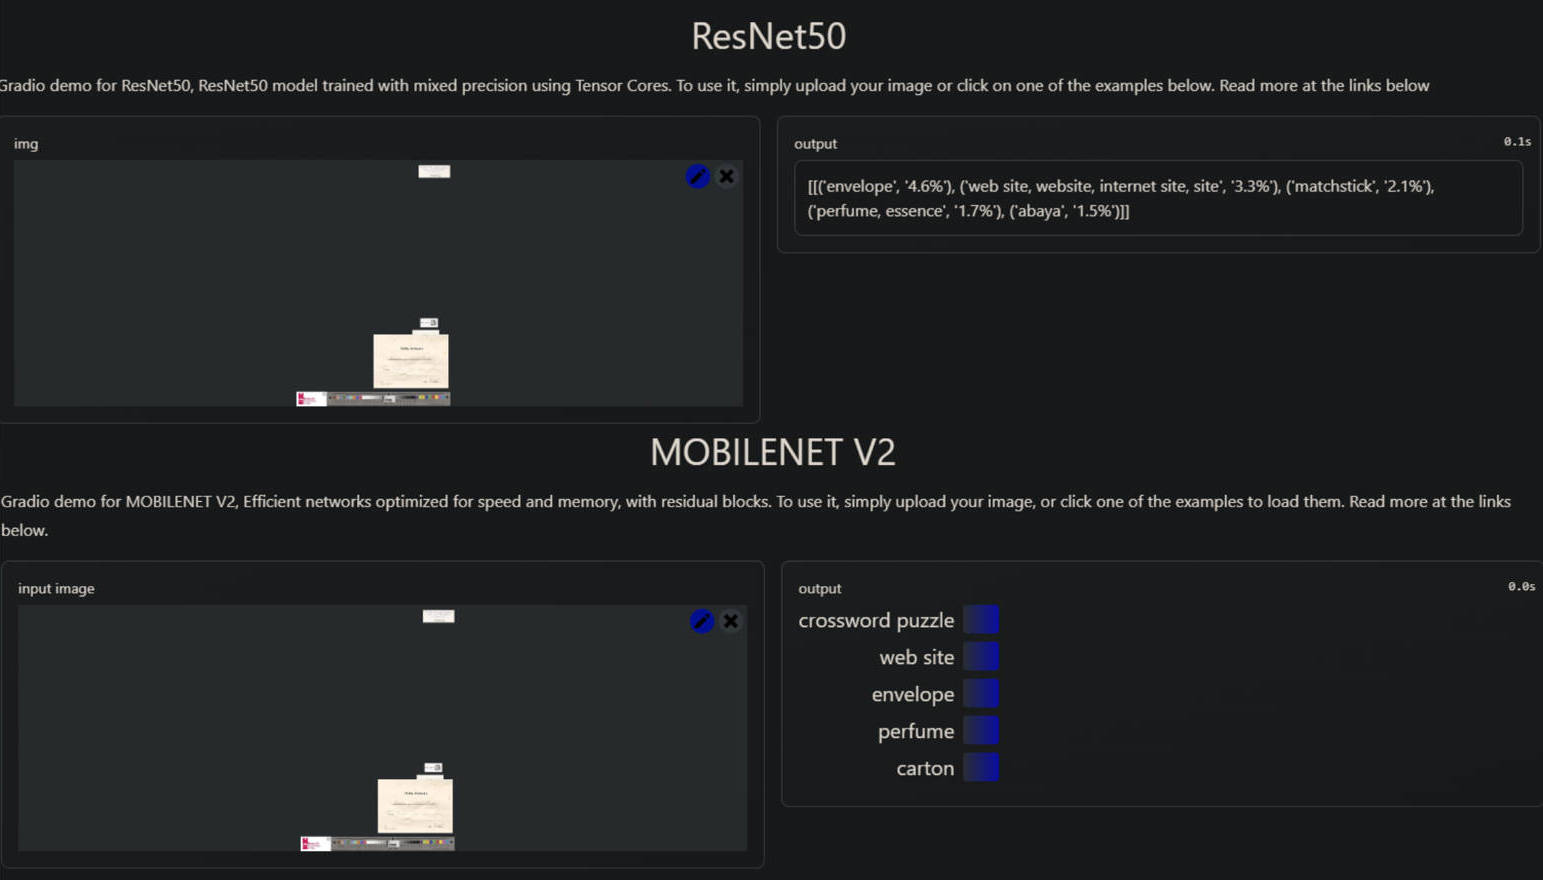 ResNet50
Gradio demo for ResNet50, ResNet50 model trained with mixed precision using Tensor Cores. To use it, simply upload your image or click on one of the examples below. Read more at the links below
img
output
0.1s
[[('envelope', '4.6%'), ('web site, website, internet site, site', '3.3%'), ('matchstick', '2.1%'),
('perfume, essence', '1.7%'), ('abaya', '1.5%')]]
MOBILENET V2
Gradio demo for MOBILENET V2, Efficient networks optimized for speed and memory, with residual blocks. To use it, simply upload your image, or click one of the examples to load them. Read more at the links
below.
input image
output
0.0s
crossword puzzle
web site
envelope
perfume
carton